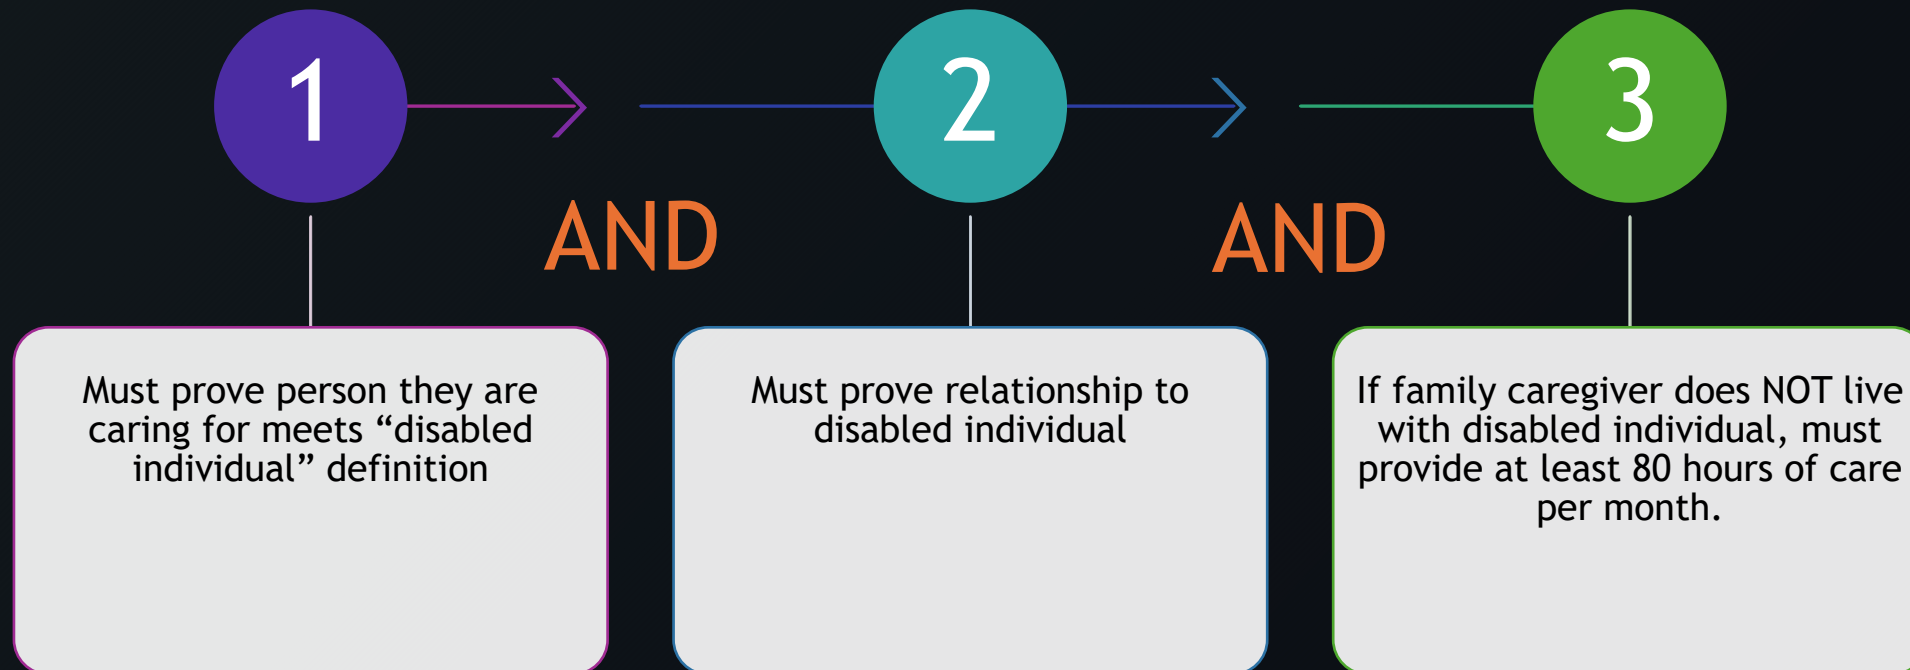 1
2
3
AND
AND
Must prove person they are
caring for meets “disabled
individual” definition
Must prove relationship to
disabled individual
If family caregiver does NOT live
with disabled individual, must
provide at least 80 hours of care
per month.